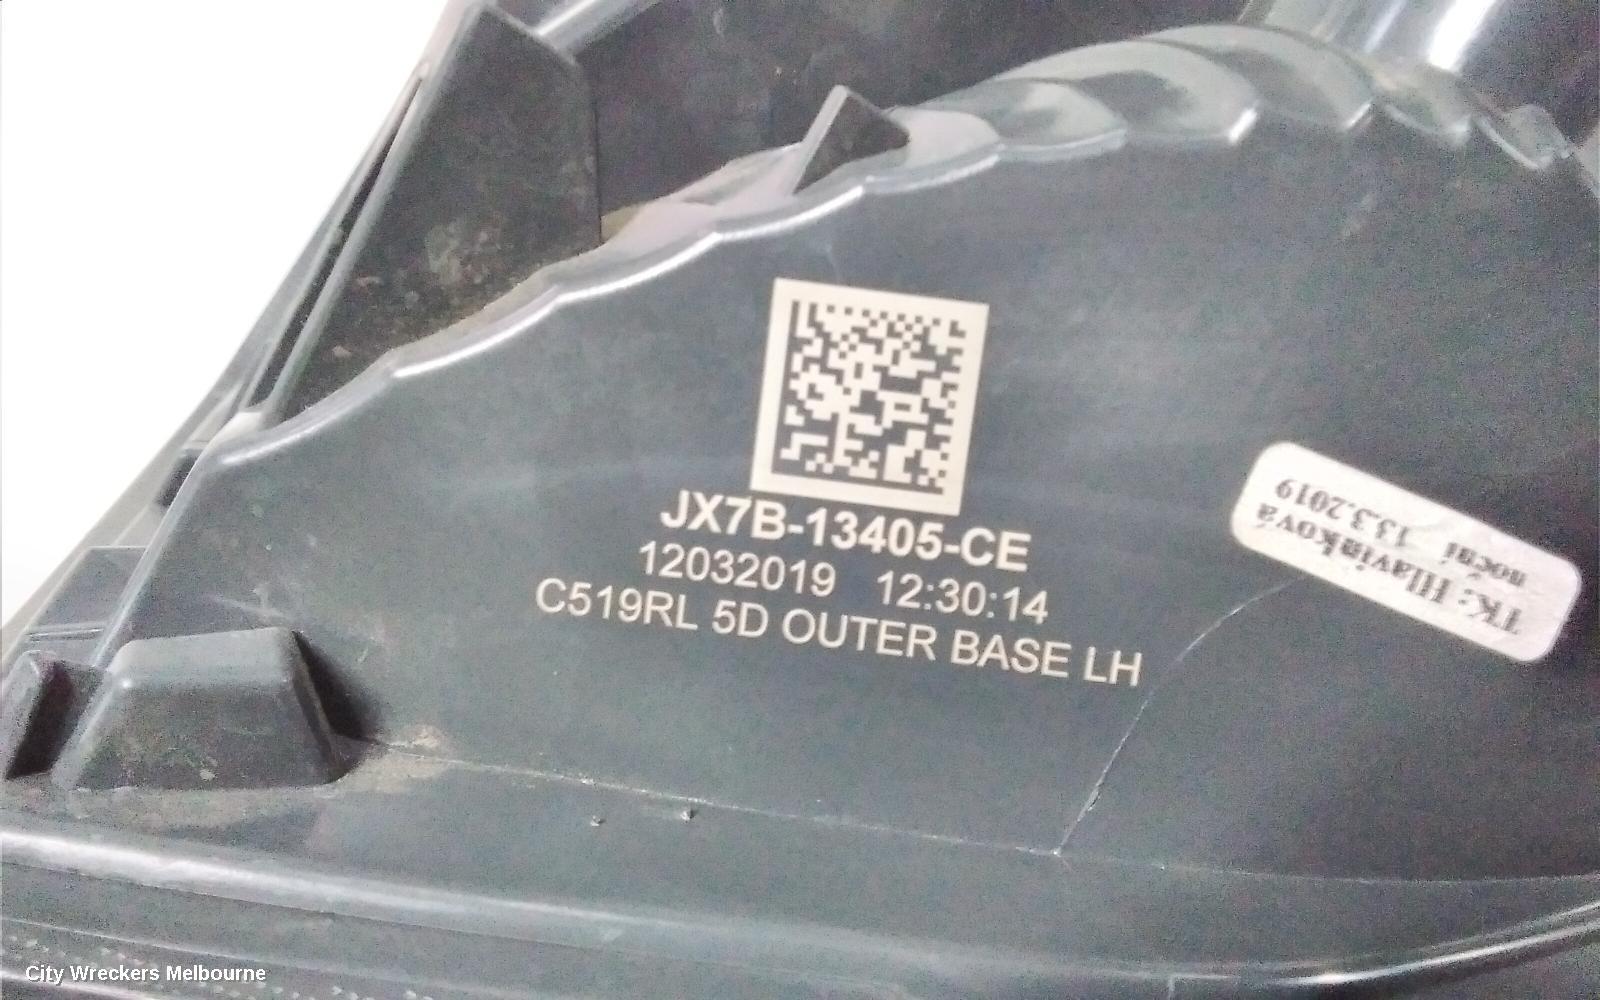 JX7B-13405-CE
12032019 12:30:14
C519RL 5D OUTER BASE LH
TK: Hlavinková
noční 13.3.2019
City Wreckers Melbourne